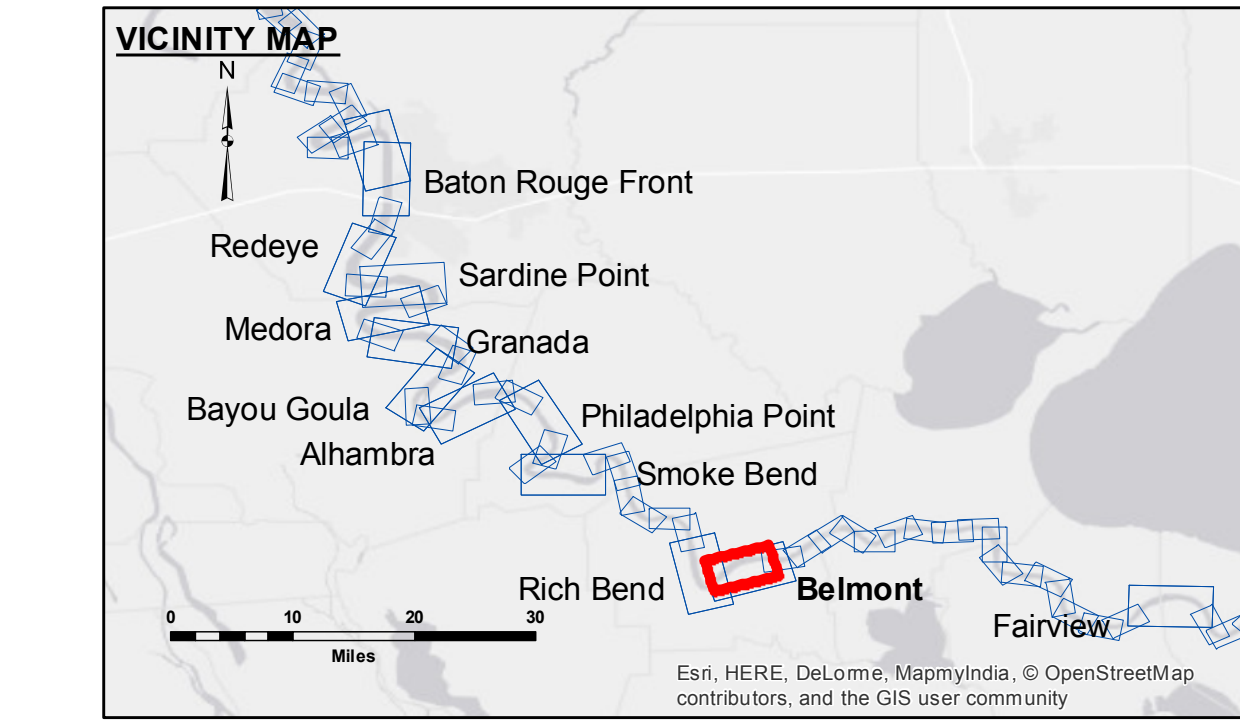 VICINITY MAP
N
Baton Rouge Front
Redeye
Sardine Point
Medora
Granada
Bayou Goula
Philadelphia Point
Alhambra
Smoke Bend
Rich Bend
Belmont
Fairview
0 10 20 30
Miles
Esri, HERE, DeLorme, MapmyIndia, © OpenStreetMap
contributors, and the GIS user community